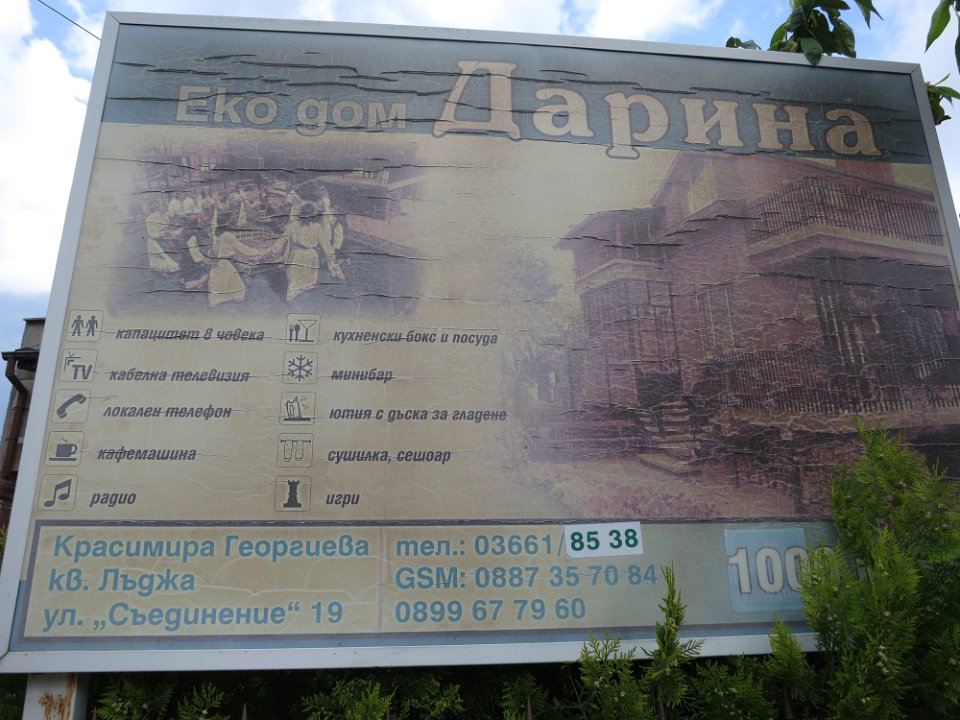 Еко дом Дарина
капацитет 8 човека
кабелна телевизия
TV
локален телефон
кафемашина
радио
кухненски бокс и посуда
минибар
ютия с дъска за гладене
сушилка, сешоар
игри
Красимира Георгиева
кв. Лъджа
ул. „Съединение“ 19
тел.: 03661/85 38
GSM: 0887 35 70 84
0899 67 79 60